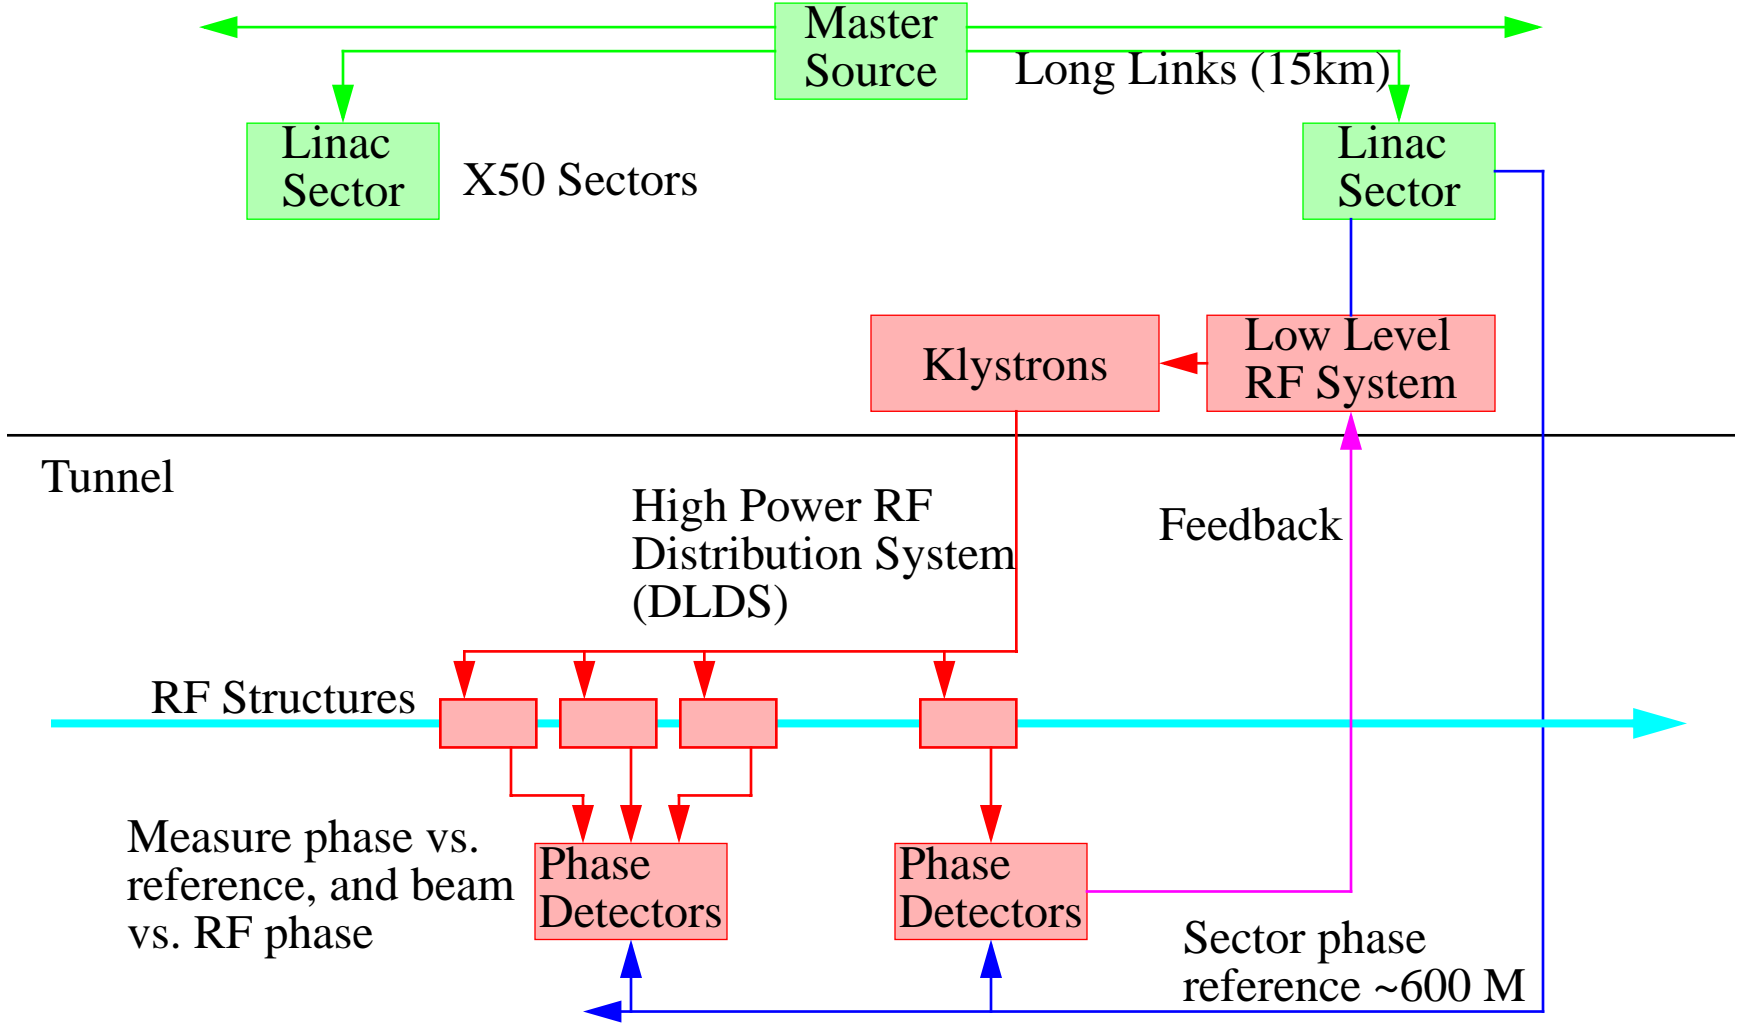 Master
Source
Long Links (15km)
Linac
Sector
X50 Sectors
Linac
Sector
Klystrons
Low Level
RF System
Tunnel
High Power RF
Distribution System
(DLDS)
Feedback
RF Structures
Measure phase vs.
reference, and beam
vs. RF phase
Phase
Detectors
Phase
Detectors
Sector phase
reference ~600 M